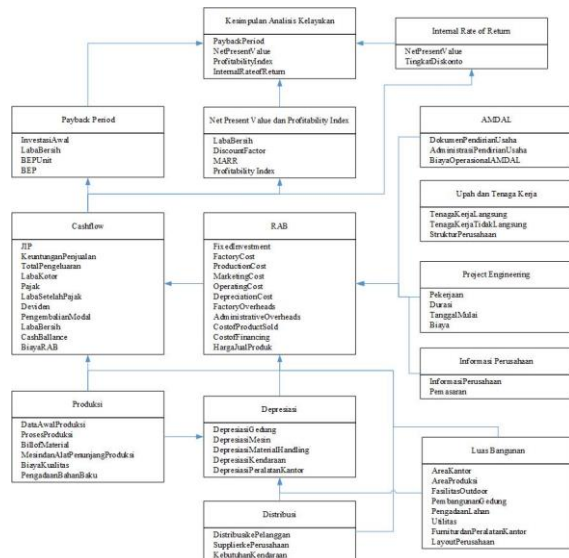 Kesimpulan Analisis Kelayakan
PaybackPeriod
NetPresentValue
ProfitabilityIndex
InternalRateofReturn
Internal Rate of Return
NetPresentValue
TingkatDiskonto
Payback Period
InvestasiAwal
LabaBersih
BEPUnit
BEP
Net Present Value dan Profitability Index
LabaBersih
DiscountFactor
MARR
Profitability Index
AMDAL
DokumenPendirianUsaha
AdministrasiPendirianUsaha
BiayaOperasionalAMDAL
Upah dan Tenaga Kerja
TenagaKerjaLangsung
TenagaKerjaTidakLangsung
StrukturPerusahaan
Cashflow
JIP
KeuntunganPenjualan
TotalPengeluaran
LabaKotor
Pajak
LabaSetelahPajak
Deviden
PengembalianModal
LabaBersih
CashBallance
BiayaRAB
RAB
FixedInvestment
FactoryCost
ProductionCost
MarketingCost
OperatingCost
DepreciationCost
FactoryOverheads
AdministrativeOverheads
CostofProductSold
CostofFinancing
HargaJualProduk
Project Engineering
Pekerjaan
Durasi
TanggalMulai
Biaya
Informasi Perusahaan
InformasiPerusahaan
Pemasaran
Produksi
DataAwalProduksi
ProsesProduksi
BillofMaterial
MesindanAlatPenunjangProduksi
BiayaKualitas
PengadaanBahanBaku
Depresiasi
DepresiasiGedung
DepresiasiMesin
DepresiasiMaterialHandling
DepresiasiKendaraan
DepresiasiPeralatanKantor
Luas Bangunan
AreaKantor
AreaProduksi
FasilitasOutdoor
PembangunanGedung
PengadaanLahan
Utilitas
FurniturdanPeralatanKantor
LayoutPerusahaan
Distribusi
DistribusikePelanggan
SupplierkePerusahaan
KebutuhanKendaraan